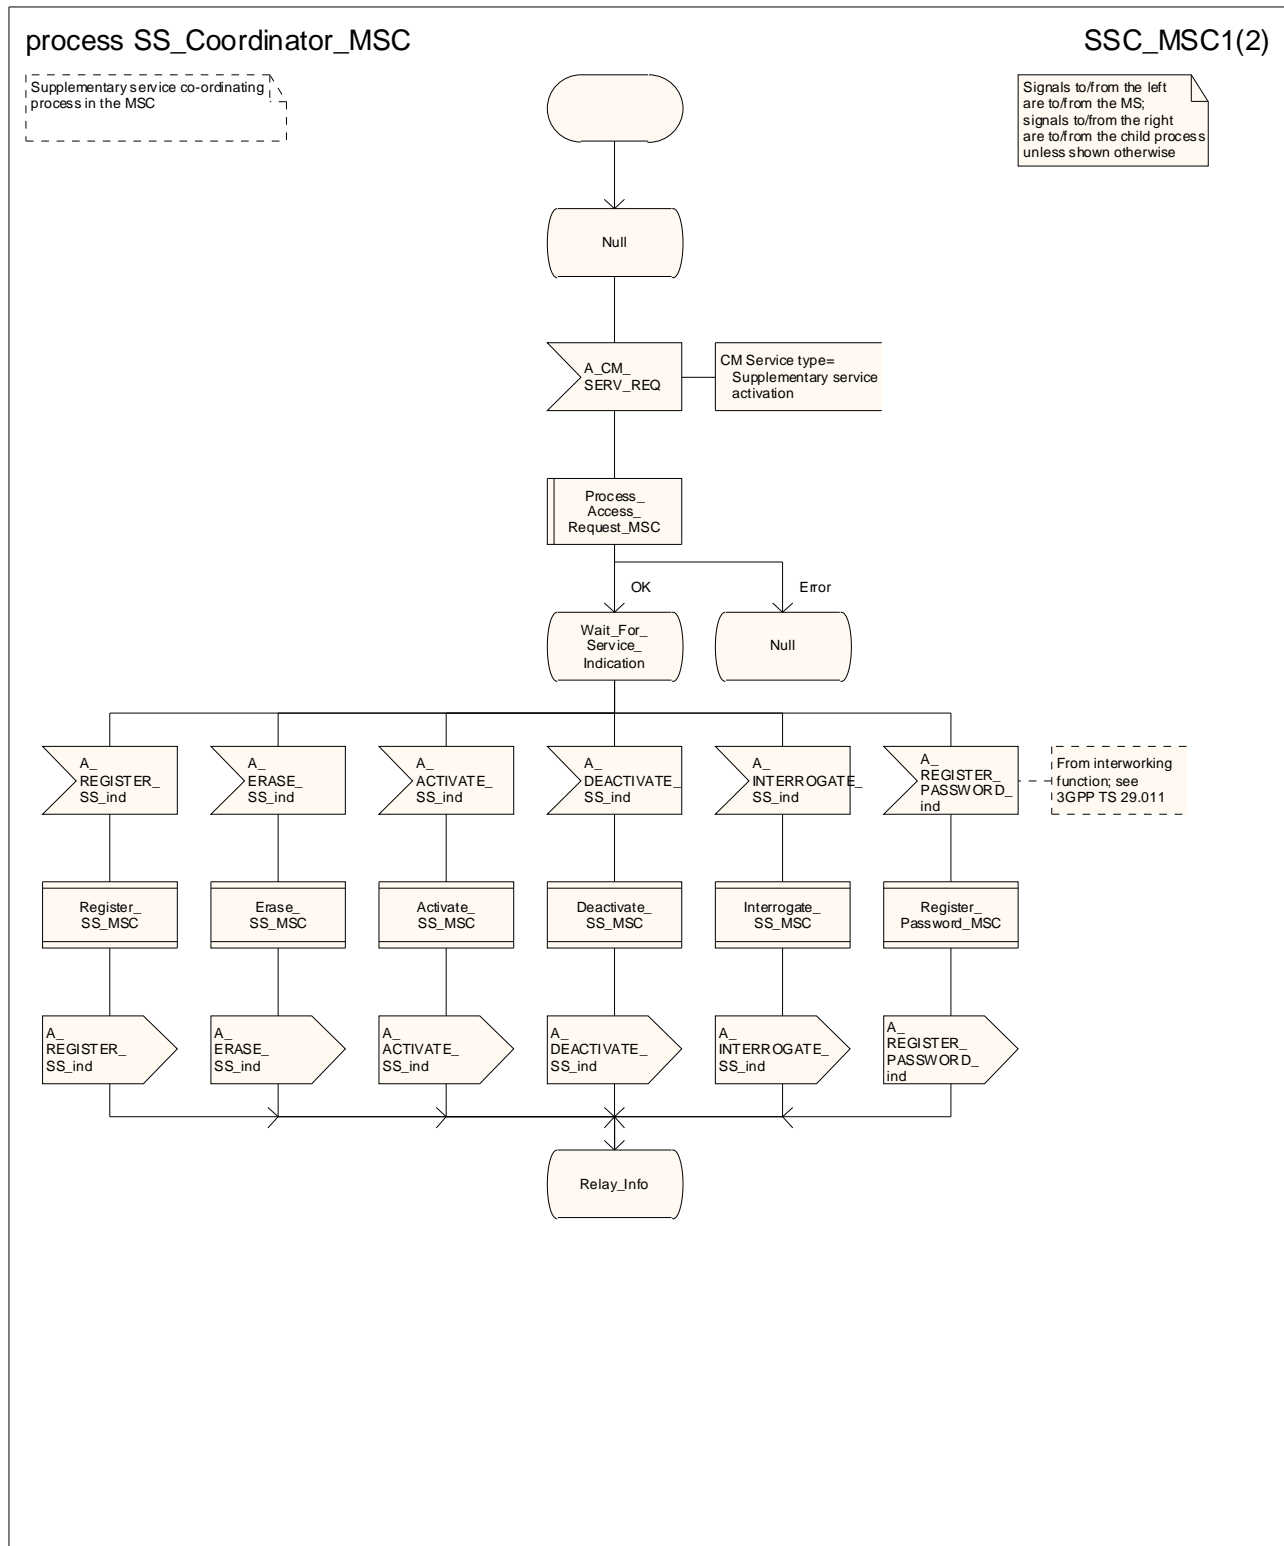 process SS_Coordinator_MSC
SSC_MSC1(2)
Supplementary service co-ordinating
process in the MSC
Signals to/from the left
are to/from the MS;
signals to/from the right
are to/from the child process
unless shown otherwise
Null
A_CM_
SERV_REQ
CM Service type=
Supplementary service
activation
Process_
Access_
Request_MSC
OK
Error
Wait_For_
Service_
Indication
Null
A_
REGISTER_
SS_ind
A_
ERASE_
SS_ind
A_
ACTIVATE_
SS_ind
A_
DEACTIVATE_
SS_ind
A_
INTERROGATE_
SS_ind
A_
REGISTER_
PASSWORD_
ind
From interworking
function; see
3GPP TS 29.011
Register_
SS_MSC
Erase_
SS_MSC
Activate_
SS_MSC
Deactivate_
SS_MSC
Interrogate_
SS_MSC
Register_
Password_MSC
A_
REGISTER_
SS_ind
A_
ERASE_
SS_ind
A_
ACTIVATE_
SS_ind
A_
DEACTIVATE_
SS_ind
A_
INTERROGATE_
SS_ind
A_
REGISTER_
PASSWORD_
ind
Relay_Info